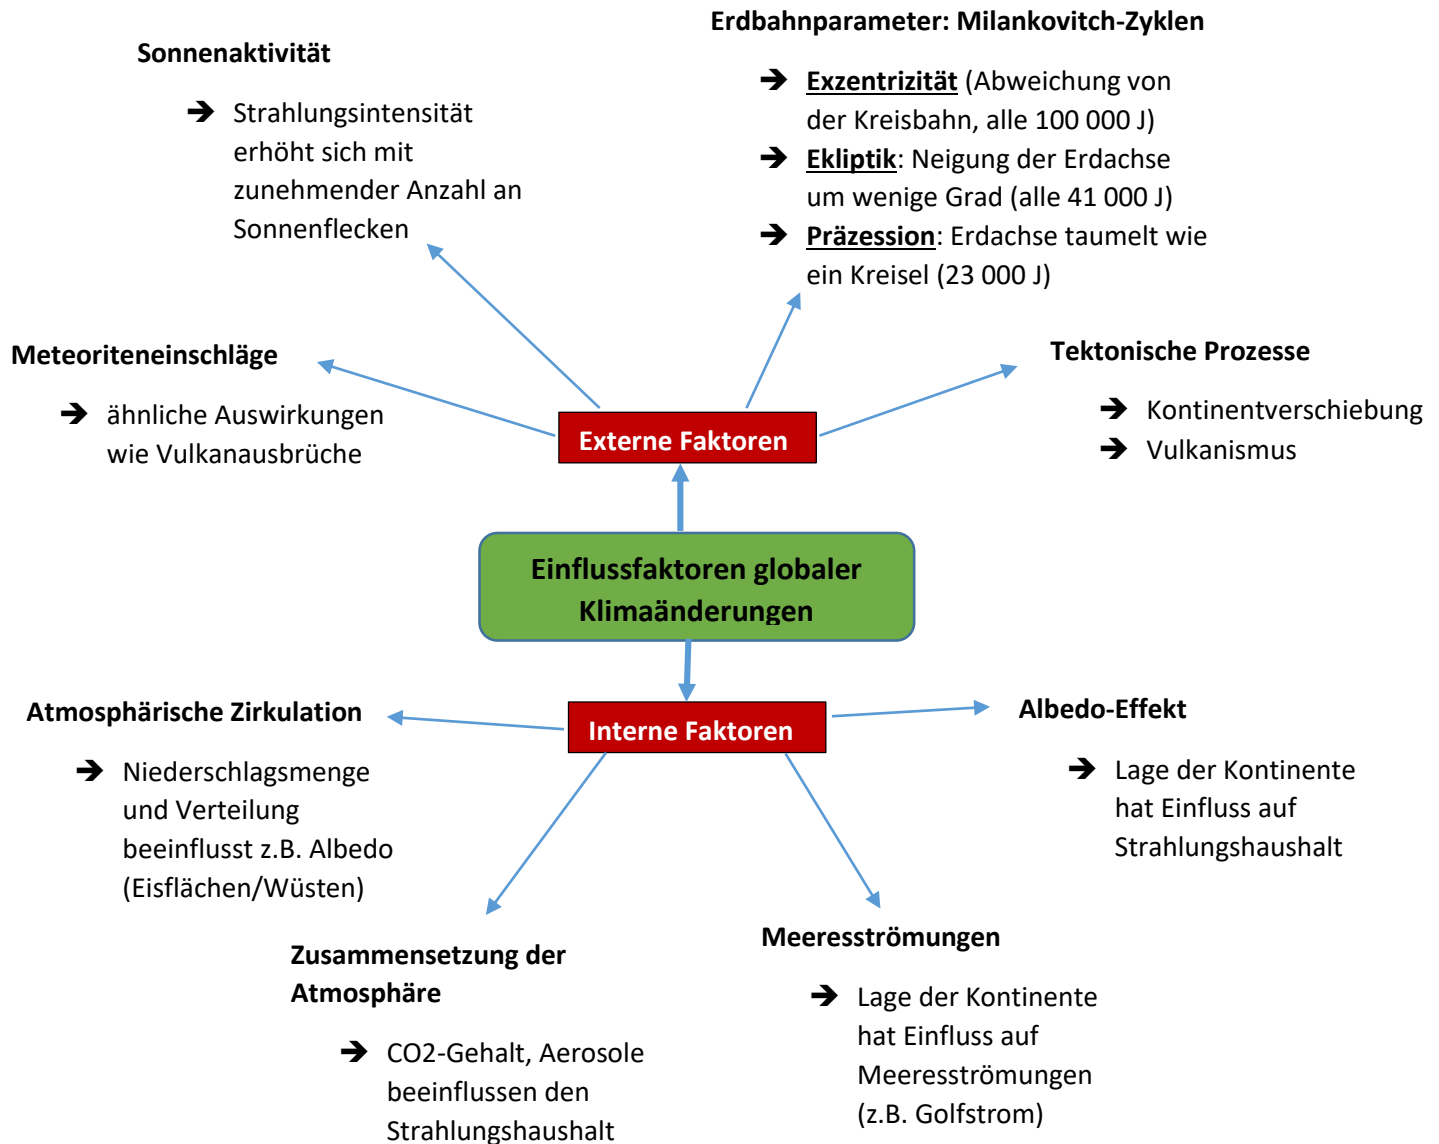 Erdbahnparameter: Milankovitch-Zyklen
➔ Exzentrizität (Abweichung von
der Kreisbahn, alle 100 000 J)
➔ Ekliptik: Neigung der Erdachse
um wenige Grad (alle 41 000 J)
➔ Präzession: Erdachse taumelt wie
ein Kreisel (23 000 J)
Sonnenaktivität
➔ Strahlungsintensität
erhöht sich mit
zunehmender Anzahl an
Sonnenflecken
Meteoriteneinschläge
➔ ähnliche Auswirkungen
wie Vulkanausbrüche
Tektonische Prozesse
➔ Kontinentverschiebung
➔ Vulkanismus
Externe Faktoren
Einflussfaktoren globaler
Klimaänderungen
Interne Faktoren
Atmosphärische Zirkulation
➔ Niederschlagsmenge
und Verteilung
beeinflusst z.B. Albedo
(Eisflächen/Wüsten)
Albedo-Effekt
➔ Lage der Kontinente
hat Einfluss auf
Strahlungshaushalt
Zusammensetzung der
Atmosphäre
➔ CO2-Gehalt, Aerosole
beeinflussen den
Strahlungshaushalt
Meeresströmungen
➔ Lage der Kontinente
hat Einfluss auf
Meeresströmungen
(z.B. Golfstrom)